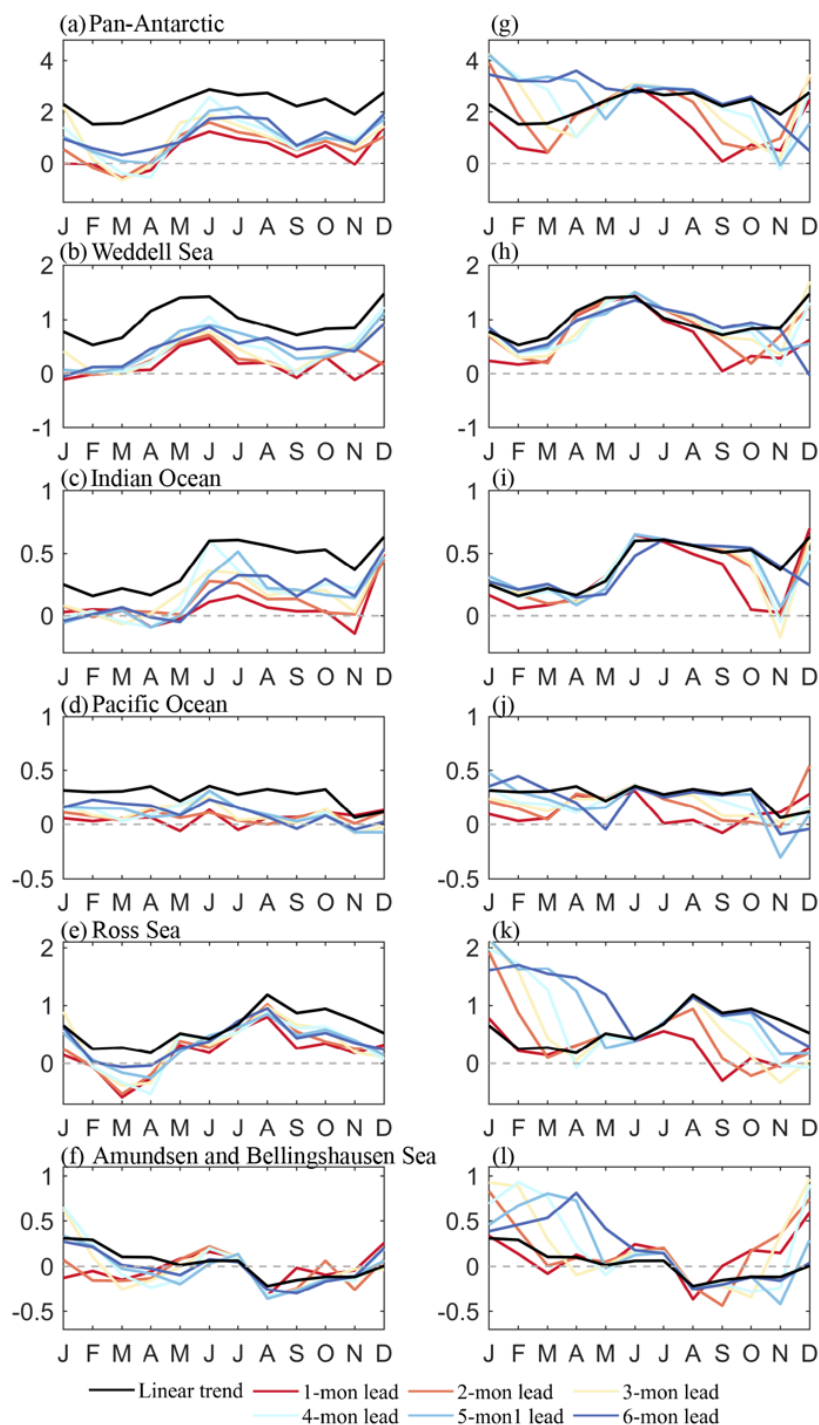 (a) Pan-Antarctic
(g)
4
2
0
J F M A M J J A S O N D
4
2
0
J F M A M J J A S O N D
(b) Weddell Sea
(h)
2
1
0
-1
J F M A M J J A S O N D
2
1
0
-1
J F M A M J J A S O N D
(c) Indian Ocean
(i)
1
0.5
0
J F M A M J J A S O N D
1
0.5
0
J F M A M J J A S O N D
(d) Pacific Ocean
(j)
1
0.5
0
-0.5
J F M A M J J A S O N D
1
0.5
0
-0.5
J F M A M J J A S O N D
(e) Ross Sea
(k)
2
1
0
J F M A M J J A S O N D
2
1
0
J F M A M J J A S O N D
(f) Amundsen and Bellingshausen Sea
(l)
1
0.5
0
-0.5
J F M A M J J A S O N D
1
0.5
0
-0.5
J F M A M J J A S O N D
Linear trend 1-mon lead 2-mon lead 3-mon lead
4-mon lead 5-mon1 lead 6-mon lead